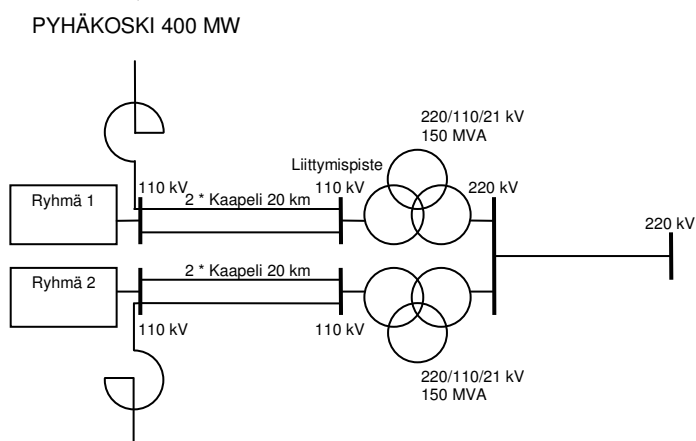 PYHÄKOSKI 400 MW
220/110/21 kV
150 MVA
Liittymispiste
110 kV
110 kV
220 kV
Ryhmä 1
2 * Kaapeli 20 km
220 kV
Ryhmä 2
2 * Kaapeli 20 km
110 kV
110 kV
220/110/21 kV
150 MVA